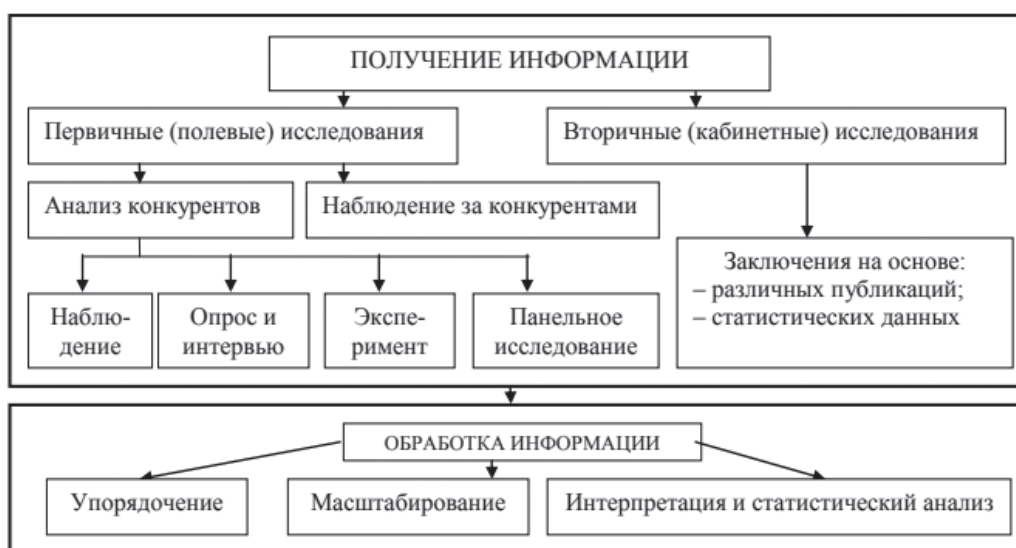 ПОЛУЧЕНИЕ ИНФОРМАЦИИ
Первичные (полевые) исследования
Вторичные (кабинетные) исследования
Анализ конкурентов
Наблюдение за конкурентами
Заключения на основе:
– различных публикаций;
– статистических данных
Наблю-
дение
Опрос и
интервью
Экспе-
римент
Панельное
исследование
ОБРАБОТКА ИНФОРМАЦИИ
Упорядочение
Масштабирование
Интерпретация и статистический анализ